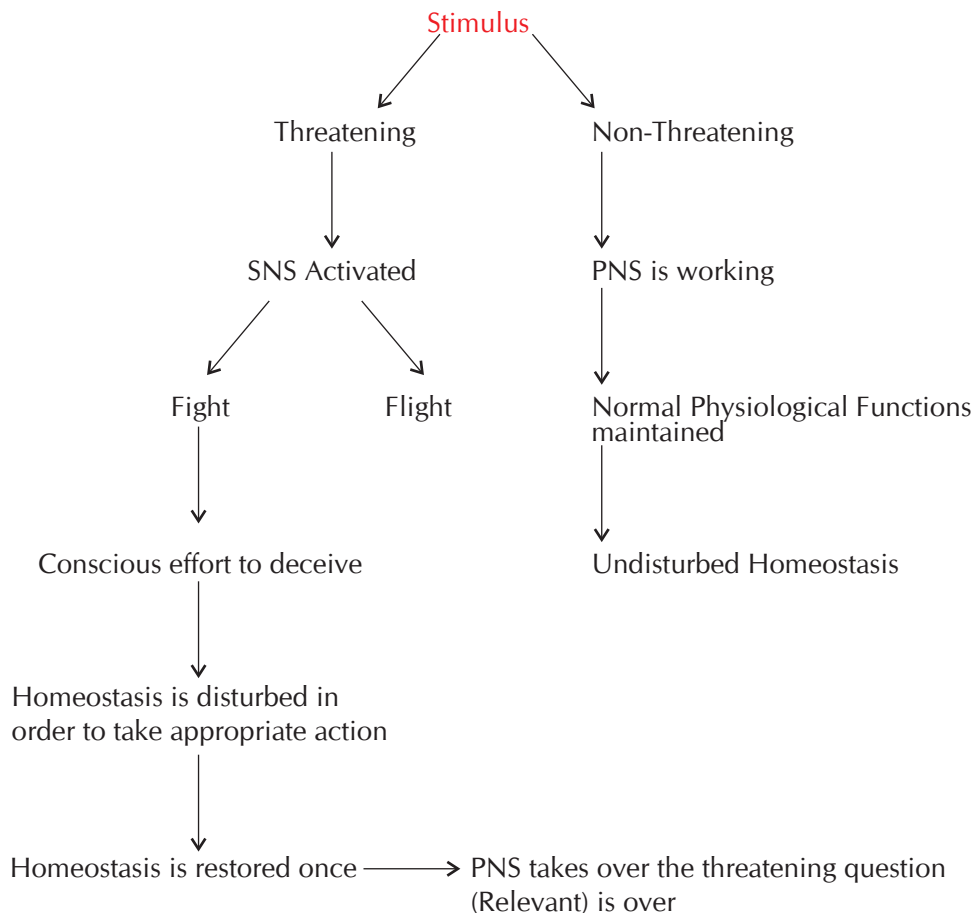 Stimulus
Threatening
Non-Threatening
SNS Activated
PNS is working
Fight
Flight
Normal Physiological Functions
maintained
Conscious effort to deceive
Undisturbed Homeostasis
Homeostasis is disturbed in
order to take appropriate action
Homeostasis is restored once
PNS takes over the threatening question
(Relevant) is over